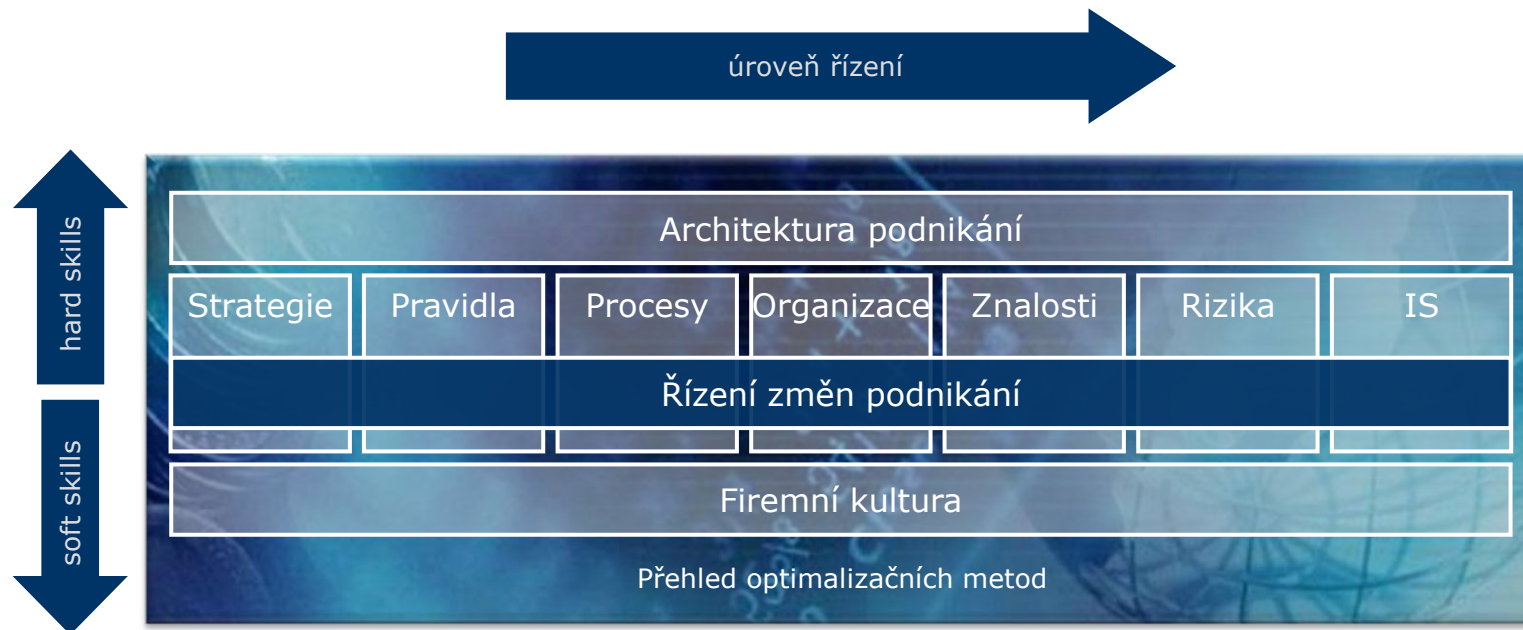 úroveň řízení
hard skills
soft skills
Architektura podnikání
Strategie
Pravidla
Procesy
Organizace
Znalosti
Rizika
IS
Řízení změn podnikání
Firemní kultura
Přehled optimalizačních metod